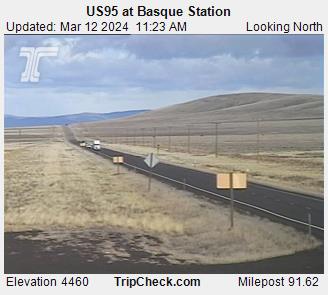 US95 at Basque Station
Updated: Mar 12 2024 11:23 AM Looking North
Elevation 4460 TripCheck.com Milepost 91.62